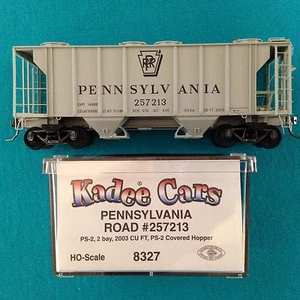 PRR
PENNSYLVANIA
257213
Kadee Cars
PENNSYLVANIA
ROAD #257213
PS-2, 2 bay, 2003 CU FT, PS-2 Covered Hopper
HO-Scale
8327